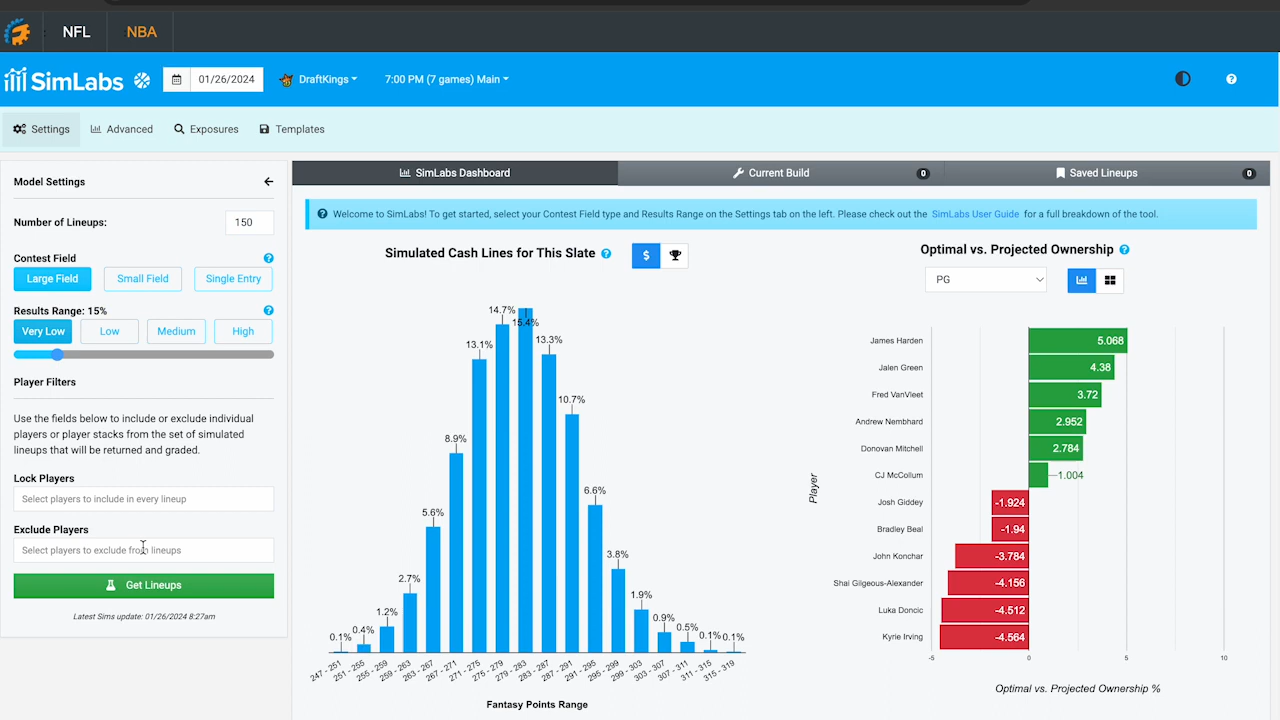 NFL
NBA
SimLabs
01/26/2024
DraftKings
7:00 PM (7 games) Main
Settings
Advanced
Exposures
Templates
Model Settings
Number of Lineups:
150
Contest Field
Large Field
Small Field
Single Entry
Results Range: 15%
Very Low
Low
Medium
High
Player Filters
Use the fields below to include or exclude individual
players or player stacks from the set of simulated
lineups that will be returned and graded.
Lock Players
Select players to include in every lineup
Exclude Players
Select players to exclude from lineups
Get Lineups
Latest Sims update: 01/26/2024 8:27am
SimLabs Dashboard
Current Build
0
Saved Lineups
0
Welcome to SimLabs! To get started, select your Contest Field type and Results Range on the Settings tab on the left. Please check out the SimLabs User Guide for a full breakdown of the tool.
Simulated Cash Lines for This Slate
$
0.1%
0.4%
1.2%
2.7%
5.6%
8.9%
13.1%
14.7%
15.4%
13.3%
10.7%
6.6%
3.8%
1.9%
0.9%
0.5%
0.1%
0.1%
247 - 251
251 - 255
255 - 259
259 - 263
263 - 267
267 - 271
271 - 275
275 - 279
279 - 283
283 - 287
287 - 291
291 - 295
295 - 299
299 - 303
303 - 307
307 - 311
311 - 315
315 - 319
Fantasy Points Range
Optimal vs. Projected Ownership
PG
Player
James Harden 5.068
Jalen Green 4.38
Fred VanVleet 3.72
Andrew Nembhard 2.952
Donovan Mitchell 2.784
CJ McCollum 1.004
Josh Giddey -1.924
Bradley Beal -1.94
John Konchar -3.784
Shai Gilgeous-Alexander -4.156
Luka Doncic -4.512
Kyrie Irving -4.564
-5 0 5 10
Optimal vs. Projected Ownership %